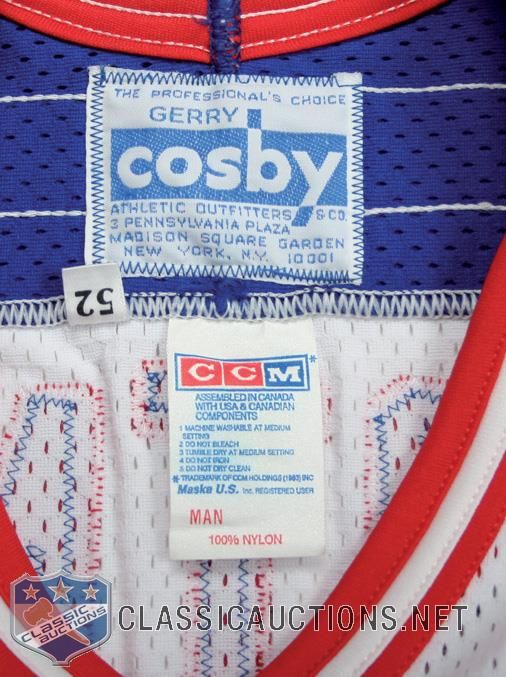 THE PROFESSIONAL'S CHOICE
GERRY
cosby
ATHLETIC OUTFITTERS & CO.
3 PENNSYLVANIA PLAZA
MADISON SQUARE GARDEN
NEW YORK, N.Y. 10001
52
CCM*
ASSEMBLED IN CANADA
WITH USA & CANADIAN
COMPONENTS
1 MACHINE WASHABLE AT MEDIUM
SETTING
2 DO NOT BLEACH
3 TUMBLE DRY AT MEDIUM SETTING
4 DO NOT IRON
5 DO NOT DRY CLEAN
*TRADEMARK OF CCM HOLDINGS (1983) INC
Maska U.S. Inc. REGISTERED USER
MAN
100% NYLON
CLASSIC
AUCTIONS
CLASSICAUCTIONS.NET